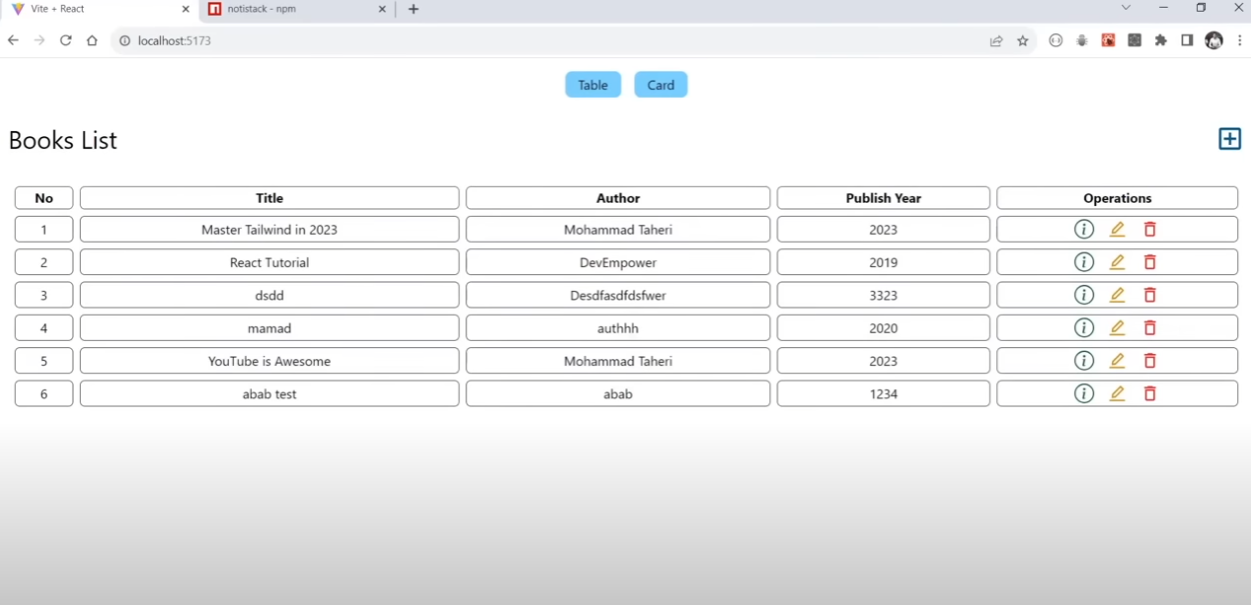 Vite + React
notistack - npm
localhost:5173
Table Card
Books List
No Title Author Publish Year Operations
1 Master Tailwind in 2023 Mohammad Taheri 2023
2 React Tutorial DevEmpower 2019
3 dsdd Desdfasdfdsfwer 3323
4 mamad authhh 2020
5 YouTube is Awesome Mohammad Taheri 2023
6 abab test abab 1234